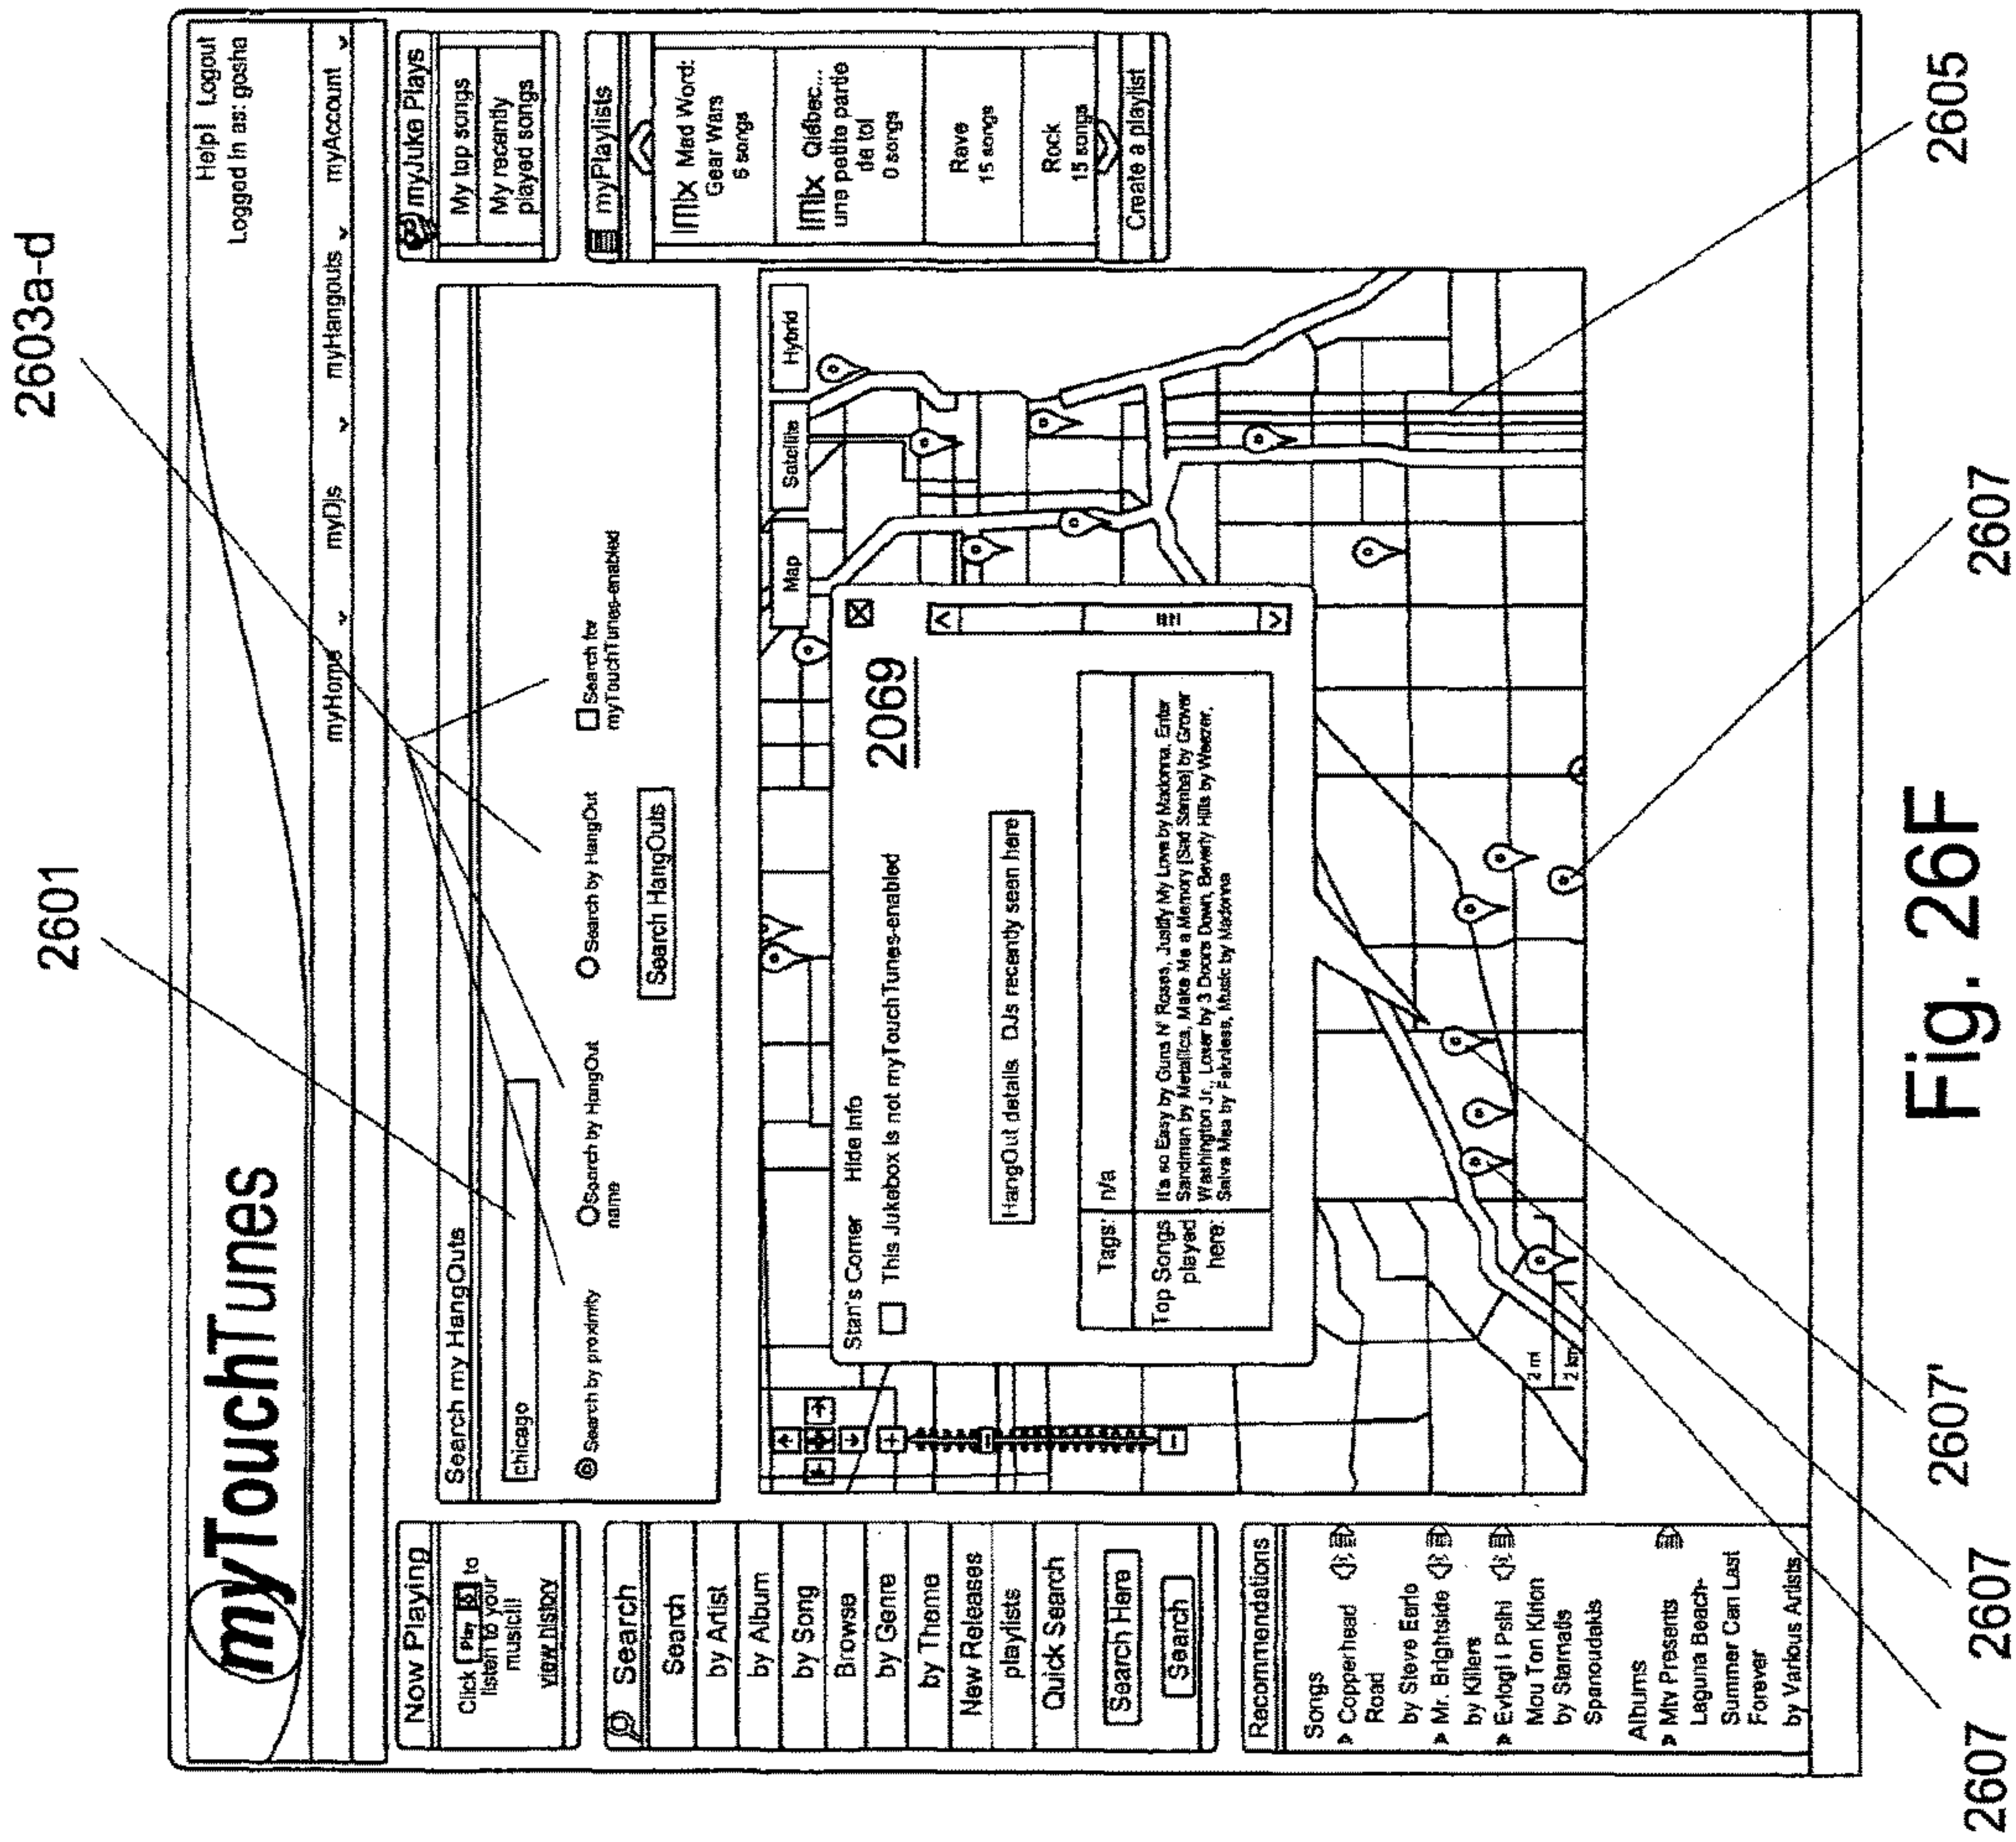 2601
2603a-d
myTouchTunes
Help! Logout
Logged in as: gosha
myHome
myDJs
myHangouts
myAccount
Now Playing
Click Play to
listen to your
music!!!
view history
Search
Search
by Artist
by Album
by Song
Browse
by Genre
by Theme
New Releases
playlists
Quick Search
Search Here
Search
Recommendations
Songs
Copperhead
Road
by Steve Earle
Mr. Brightside
by Killers
Evlogi I Psihi
Mou Ton Kirion
by Stamatis
Spanoudakis
Albums
Mtv Presents
Laguna Beach-
Summer Can Last
Forever
by Various Artists
Search my HangOuts
chicago
Search by proximity
Search by HangOut
name
Search by HangOut
Search for
myTouchTunes-enabled
Search HangOuts
Map
Satellite
Hybrid
Stan's Corner Hide Info
2069
This Jukebox is not myTouchTunes-enabled
HangOut details DJs recently seen here
Tags: n/a
Top Songs
played
here:
It's so Easy by Guns N' Roses, Justify My Love by Madonna, Enter
Sandman by Metallica, Make Me a Memory [Sad Samba] by Grover
Washington Jr., Loser by 3 Doors Down, Beverly Hills by Weezer,
Salva Mea by Faithless, Music by Madonna
2 mi
2 km
myJuke Plays
My top songs
My recently
played songs
myPlaylists
Mad Word:
Gear Wars
6 songs
Québec...
une petite partie
de toi
0 songs
Rave
15 songs
Rock
15 songs
Create a playlist
2607
2607
2607'
2607
2605
Fig. 26F